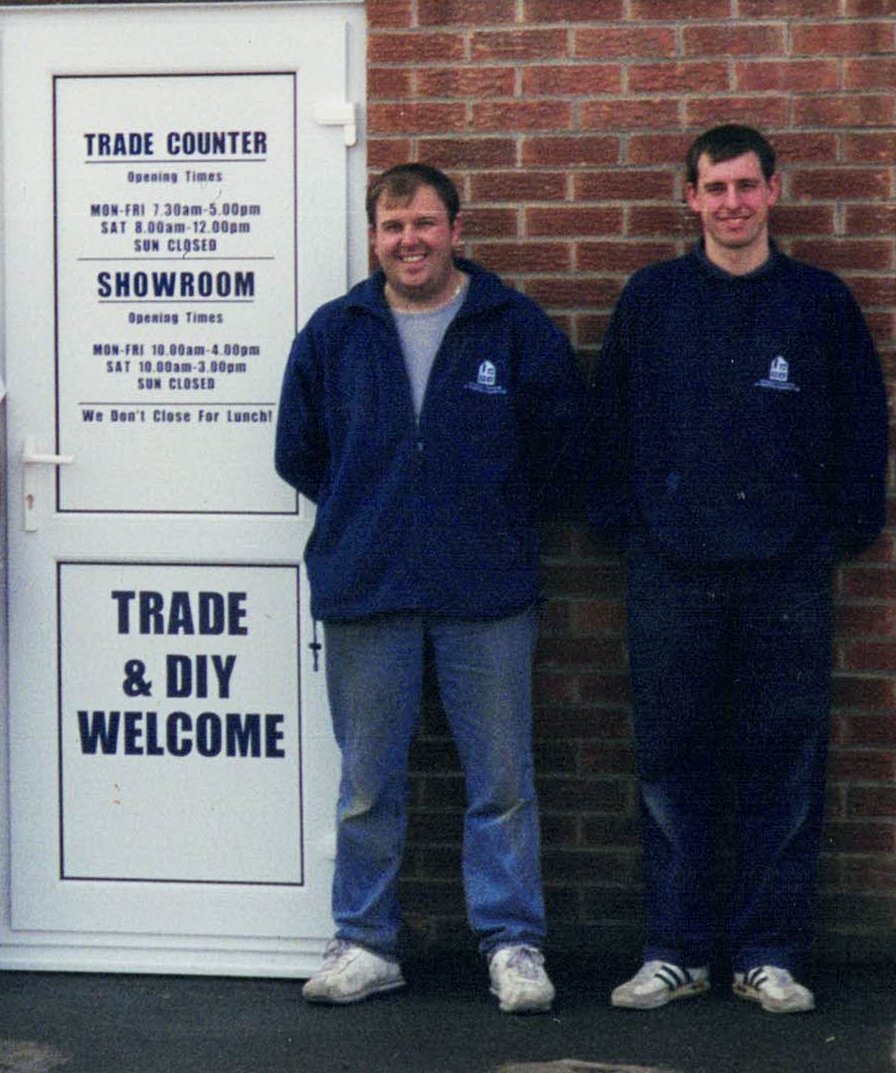 TRADE COUNTER
Opening Times
MON-FRI 7.30am-5.00pm
SAT 8.00am-12.00pm
SUN CLOSED
SHOWROOM
Opening Times
MON-FRI 10.00am-4.00pm
SAT 10.00am-3.00pm
SUN CLOSED
We Don't Close For Lunch!
TRADE
& DIY
WELCOME